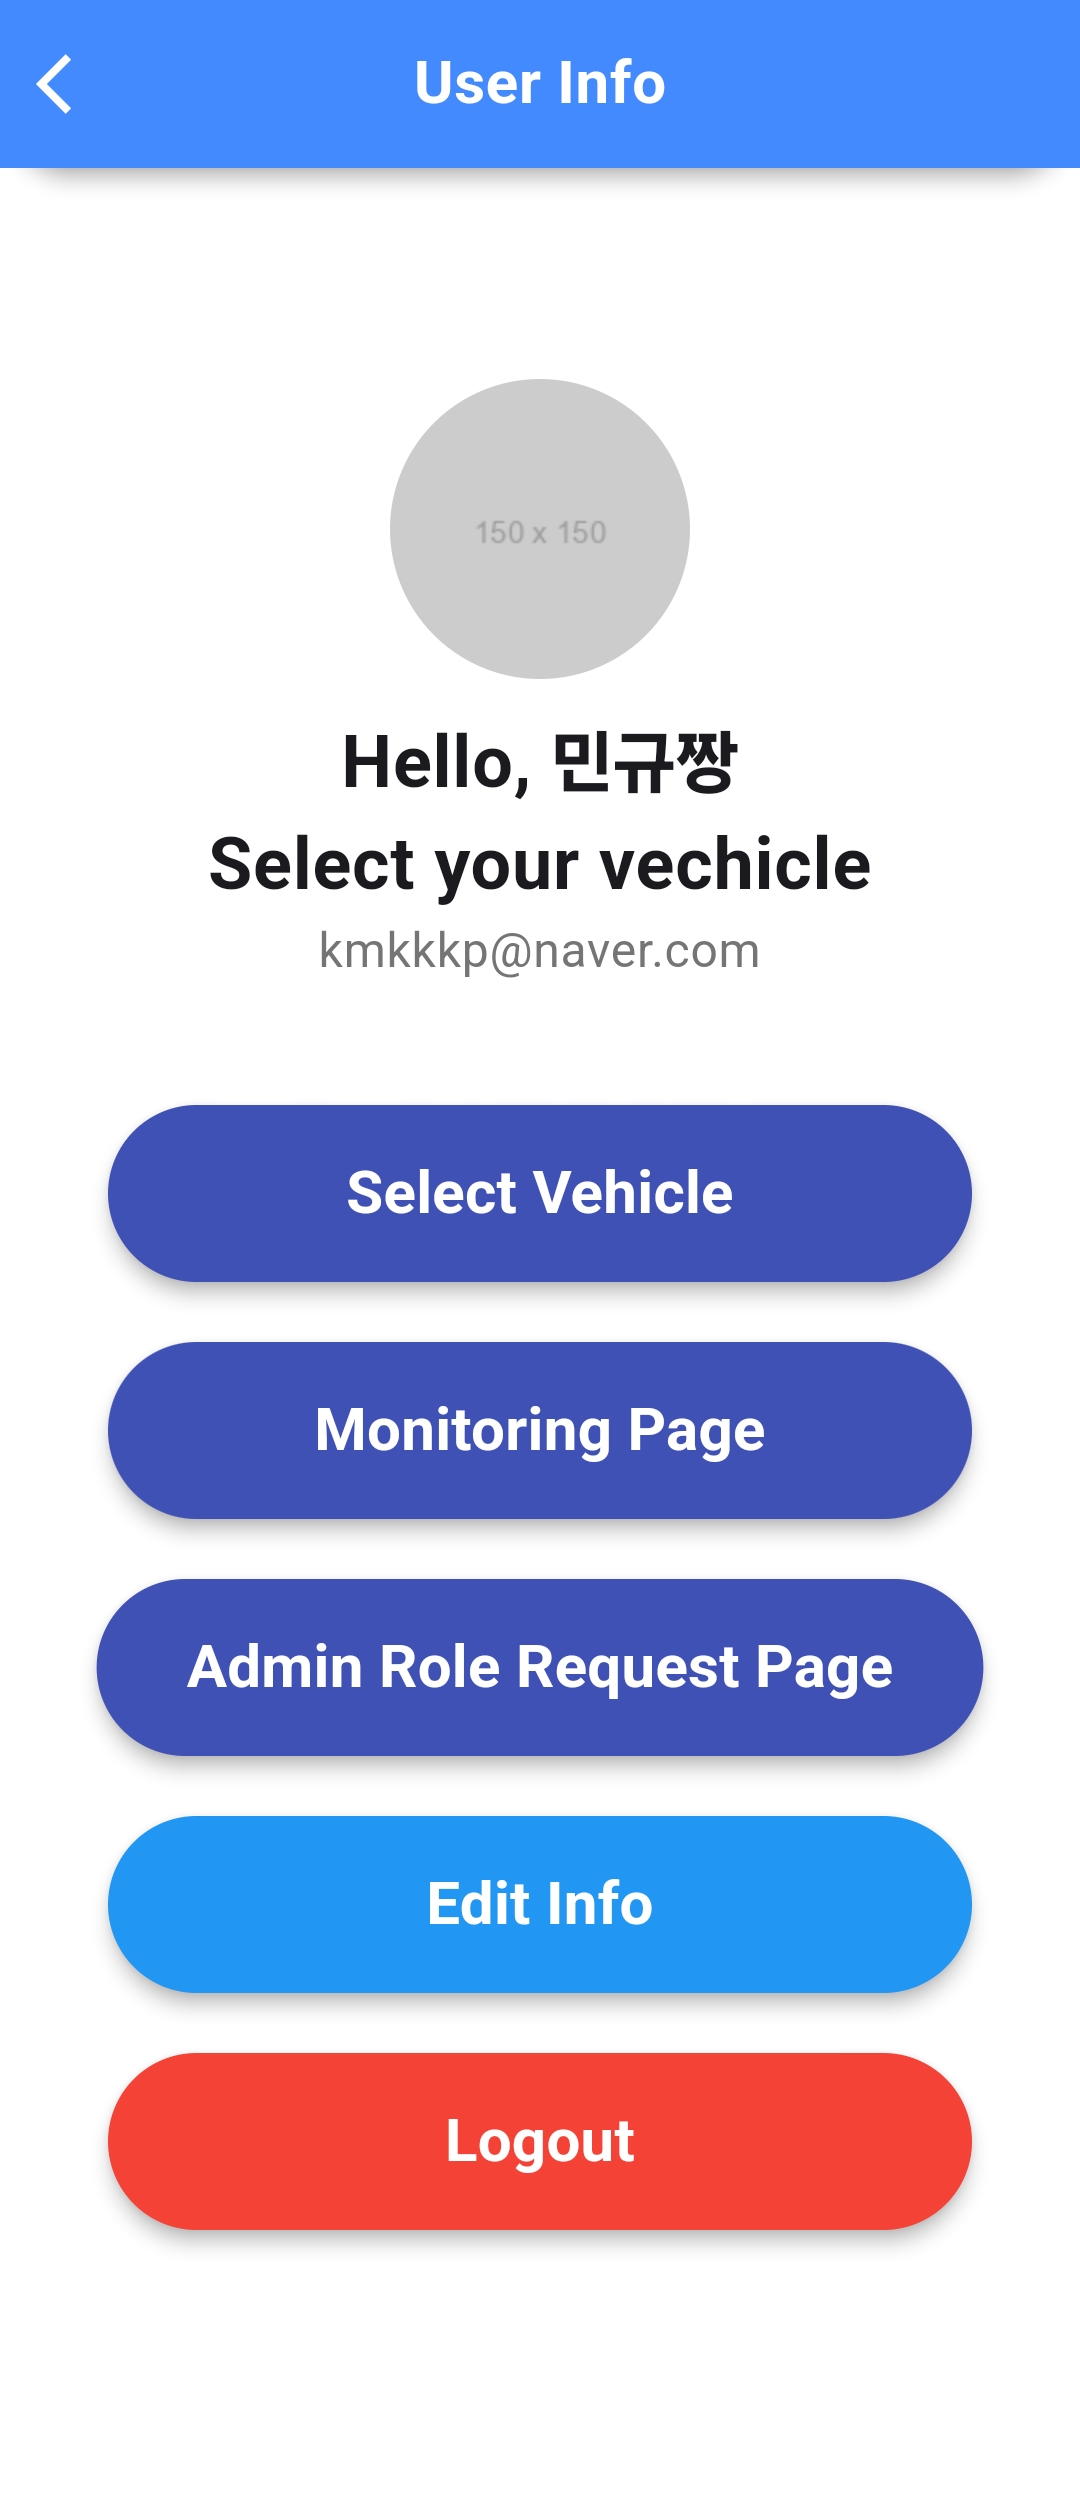 User Info
150 x 150
Hello, 민규짱
Select your vechicle
kmkkkp@naver.com
Select Vehicle
Monitoring Page
Admin Role Request Page
Edit Info
Logout